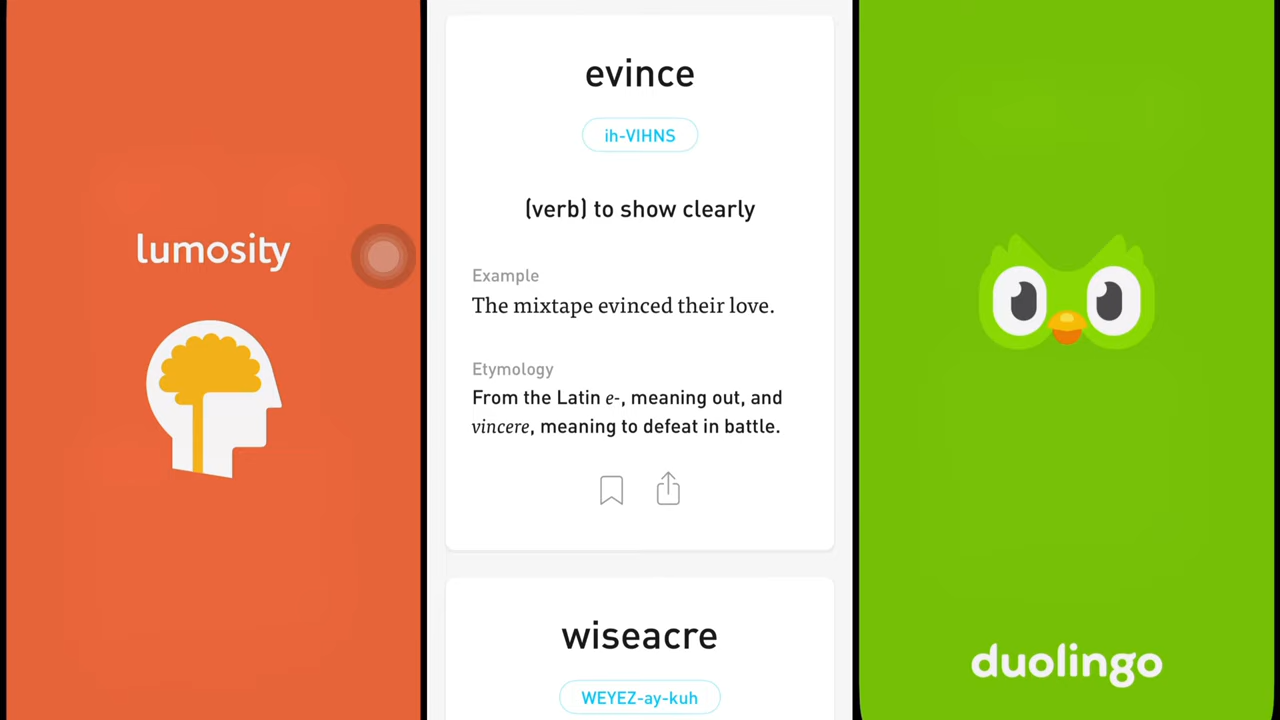 lumosity
evince
ih-VIHNS
(verb) to show clearly
Example
The mixtape evinced their love.
Etymology
From the Latin e-, meaning out, and
vincere, meaning to defeat in battle.
wiseacre
WEYEZ-ay-kuh
duolingo